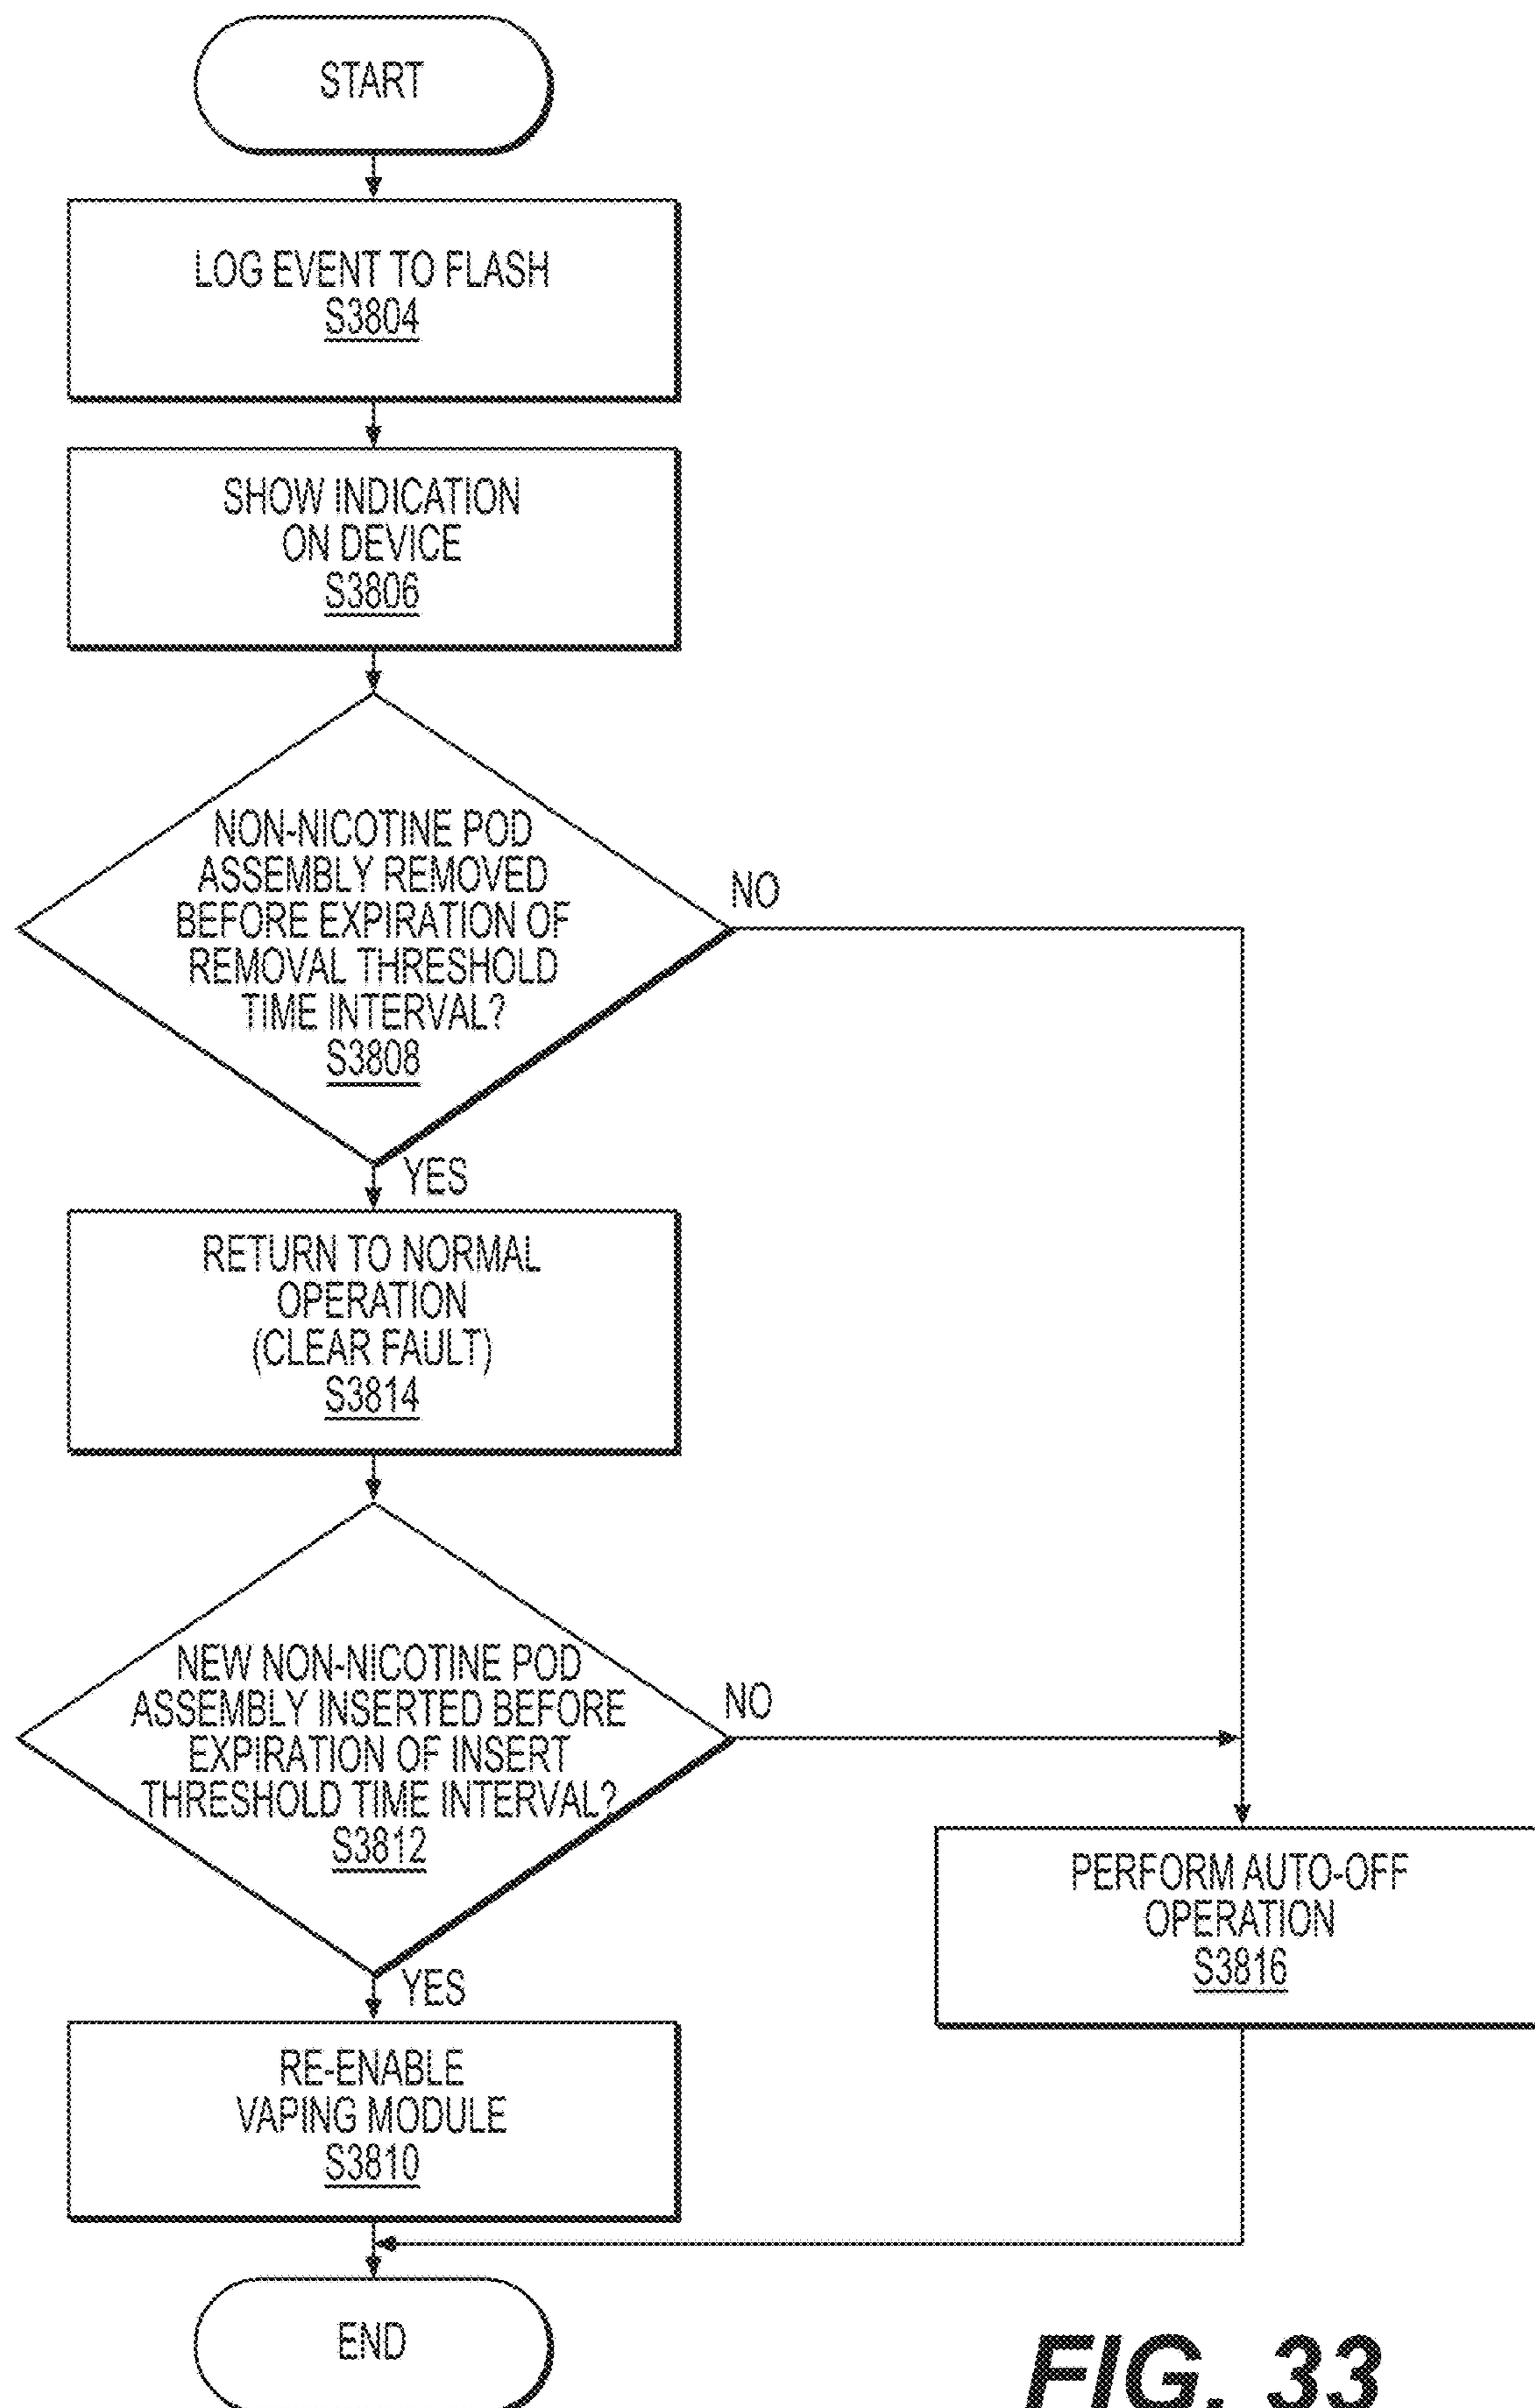 START
LOG EVENT TO FLASH
S3804
SHOW INDICATION
ON DEVICE
S3806
NON-NICOTINE POD
ASSEMBLY REMOVED
BEFORE EXPIRATION OF
REMOVAL THRESHOLD
TIME INTERVAL?
S3808
NO
YES
RETURN TO NORMAL
OPERATION
(CLEAR FAULT)
S3814
NEW NON-NICOTINE POD
ASSEMBLY INSERTED BEFORE
EXPIRATION OF INSERT
THRESHOLD TIME INTERVAL?
S3812
NO
YES
PERFORM AUTO-OFF
OPERATION
S3816
RE-ENABLE
VAPING MODULE
S3810
END
FIG. 33